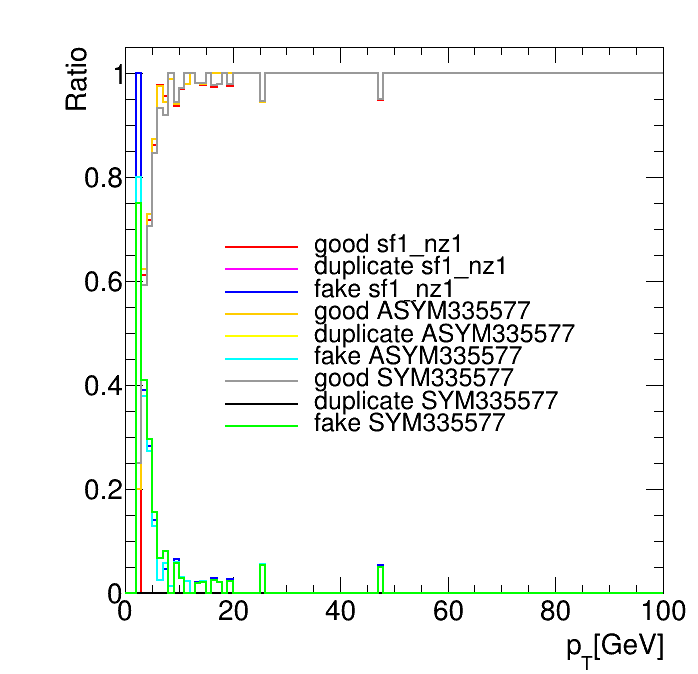 Ratio
1
0.8
0.6
0.4
0.2
0
good sf1_nz1
duplicate sf1_nz1
fake sf1_nz1
good ASYM335577
duplicate ASYM335577
fake ASYM335577
good SYM335577
duplicate SYM335577
fake SYM335577
0 20 40 60 80 100
p_T[GeV]